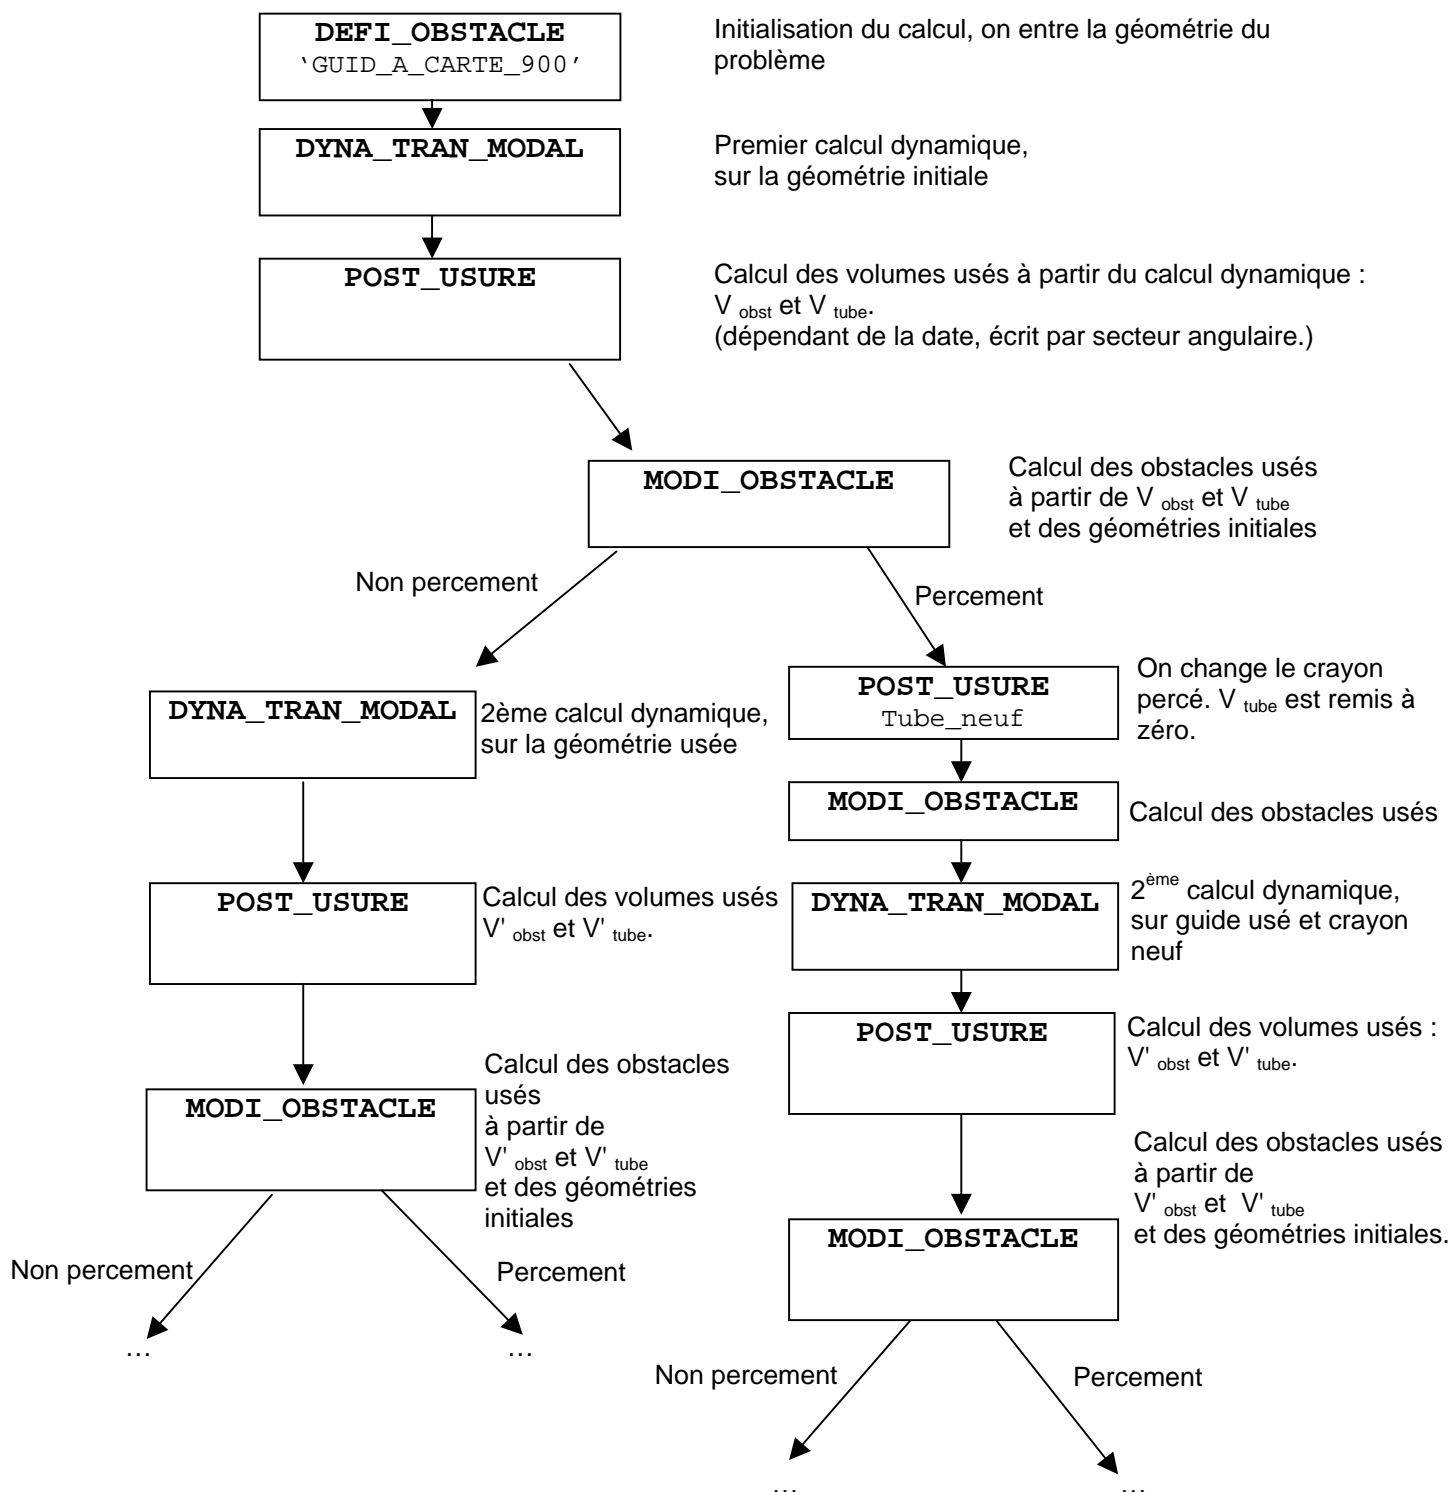 DEFI_OBSTACLE
‘GUID_A_CARTE_900’
Initialisation du calcul, on entre la géométrie du
problème
DYNA_TRAN_MODAL
Premier calcul dynamique,
sur la géométrie initiale
POST_USURE
Calcul des volumes usés à partir du calcul dynamique :
V obst et V tube.
(dépendant de la date, écrit par secteur angulaire.)
MODI_OBSTACLE
Calcul des obstacles usés
à partir de V obst et V tube
et des géométries initiales
Non percement
Percement
DYNA_TRAN_MODAL
2ème calcul dynamique,
sur la géométrie usée
POST_USURE
Tube_neuf
On change le crayon
percé. V tube est remis à
zéro.
MODI_OBSTACLE
Calcul des obstacles usés
POST_USURE
Calcul des volumes usés
V' obst et V' tube.
DYNA_TRAN_MODAL
2ème calcul dynamique,
sur guide usé et crayon
neuf
POST_USURE
Calcul des volumes usés :
V' obst et V' tube.
MODI_OBSTACLE
Calcul des obstacles
usés
à partir de
V' obst et V' tube
et des géométries
initiales
MODI_OBSTACLE
Calcul des obstacles usés
à partir de
V' obst et V' tube
et des géométries initiales.
Non percement
Percement
…
…
Non percement
Percement
…
…